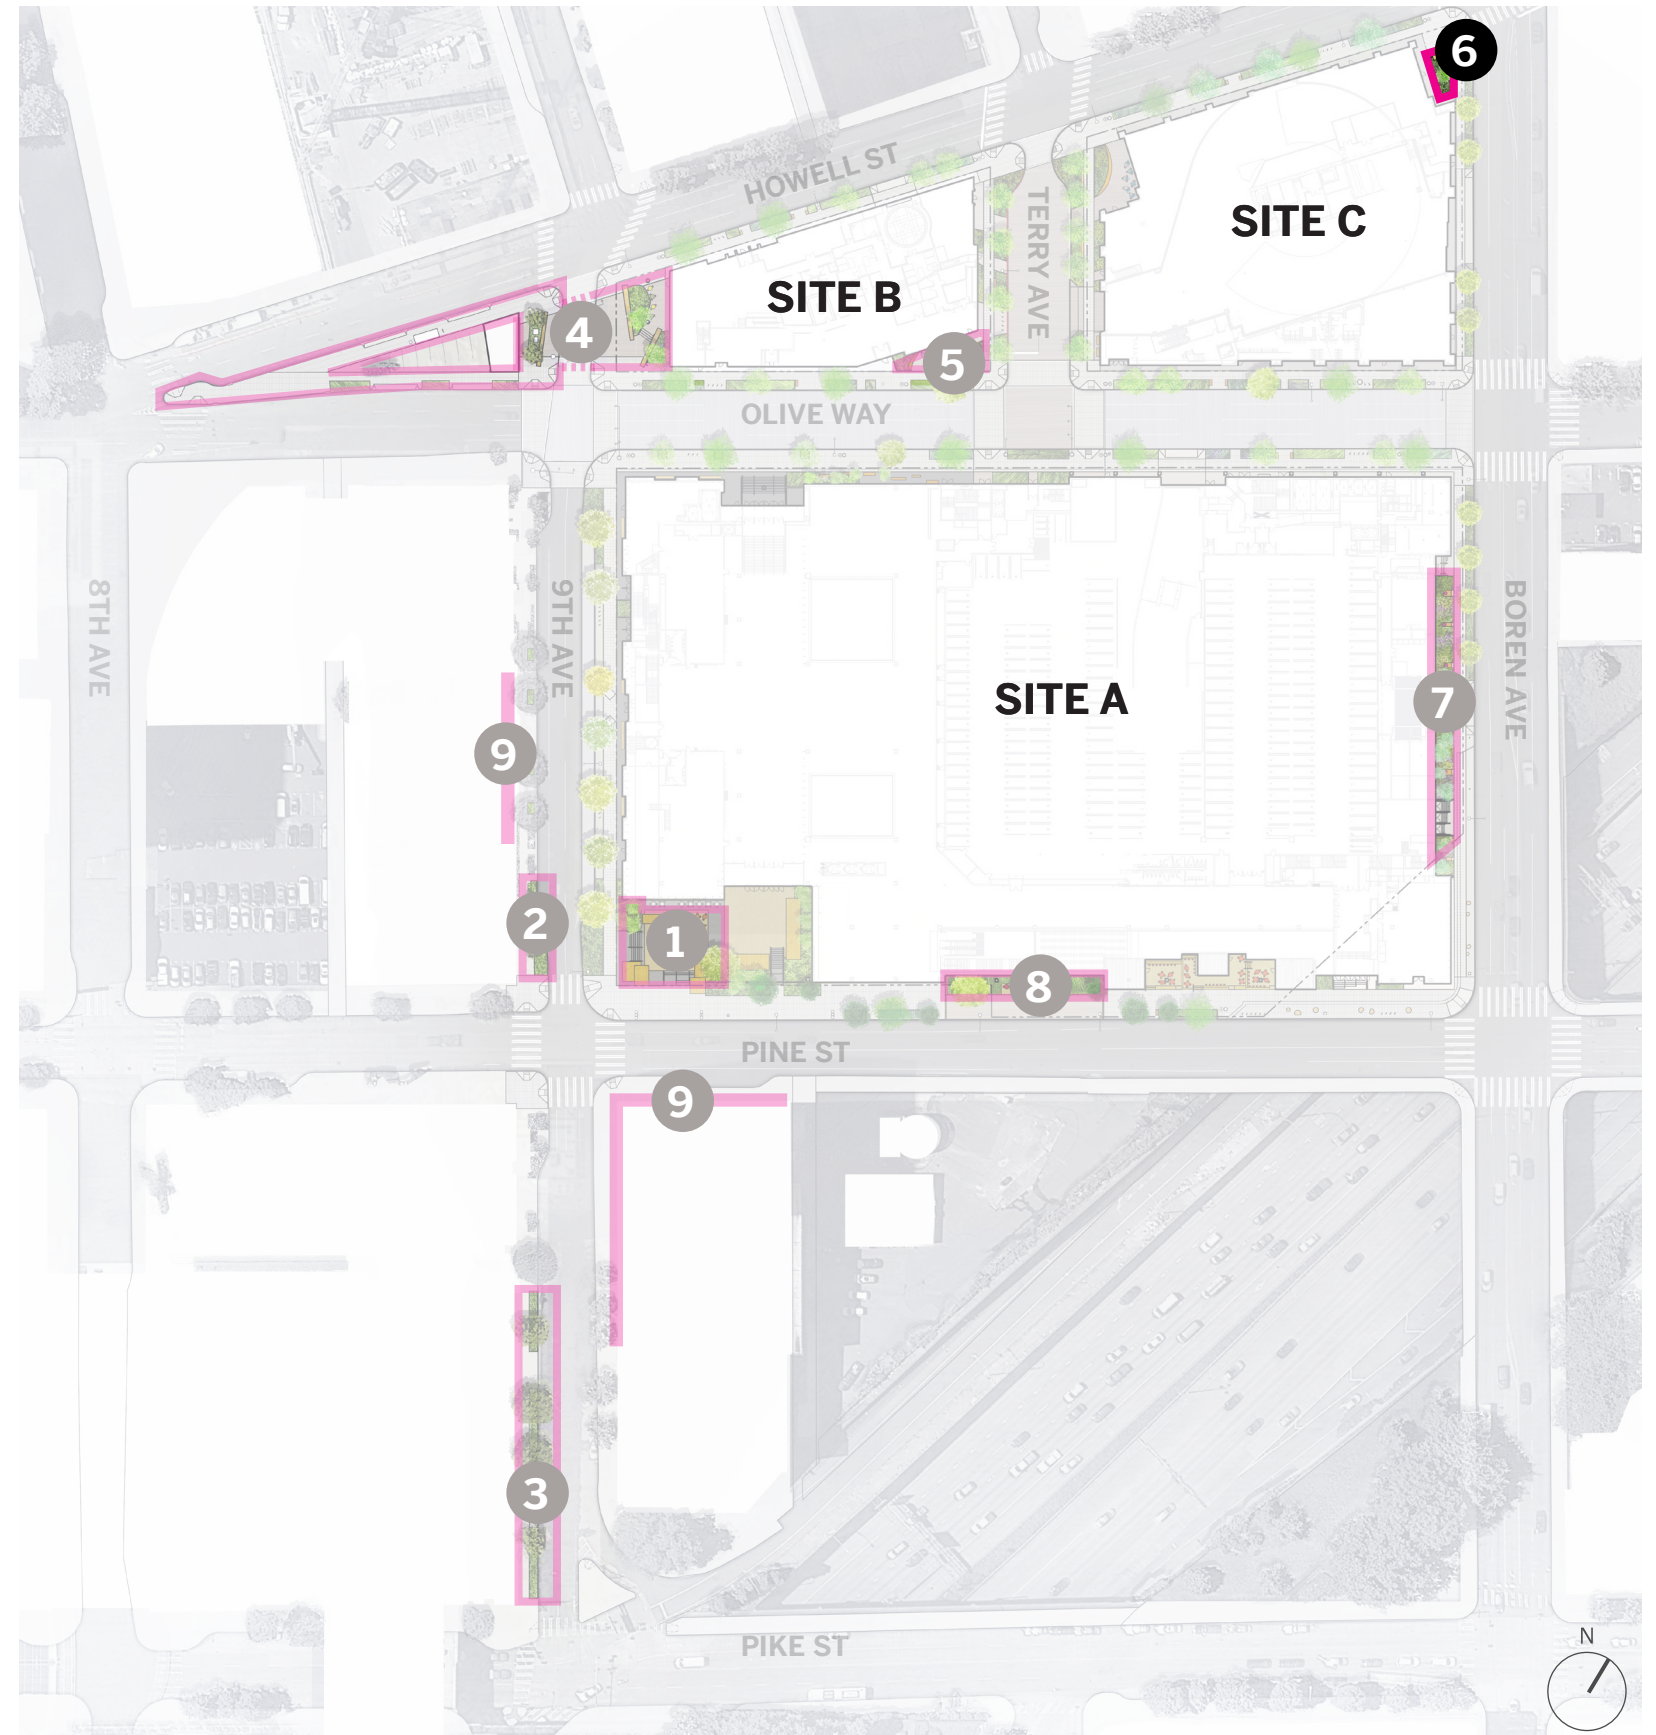 6
HOWELL ST
TERRY AVE
SITE C
SITE B
4
5
OLIVE WAY
8TH AVE
9TH AVE
BOREN AVE
SITE A
7
9
2
1
8
PINE ST
9
3
PIKE ST
N